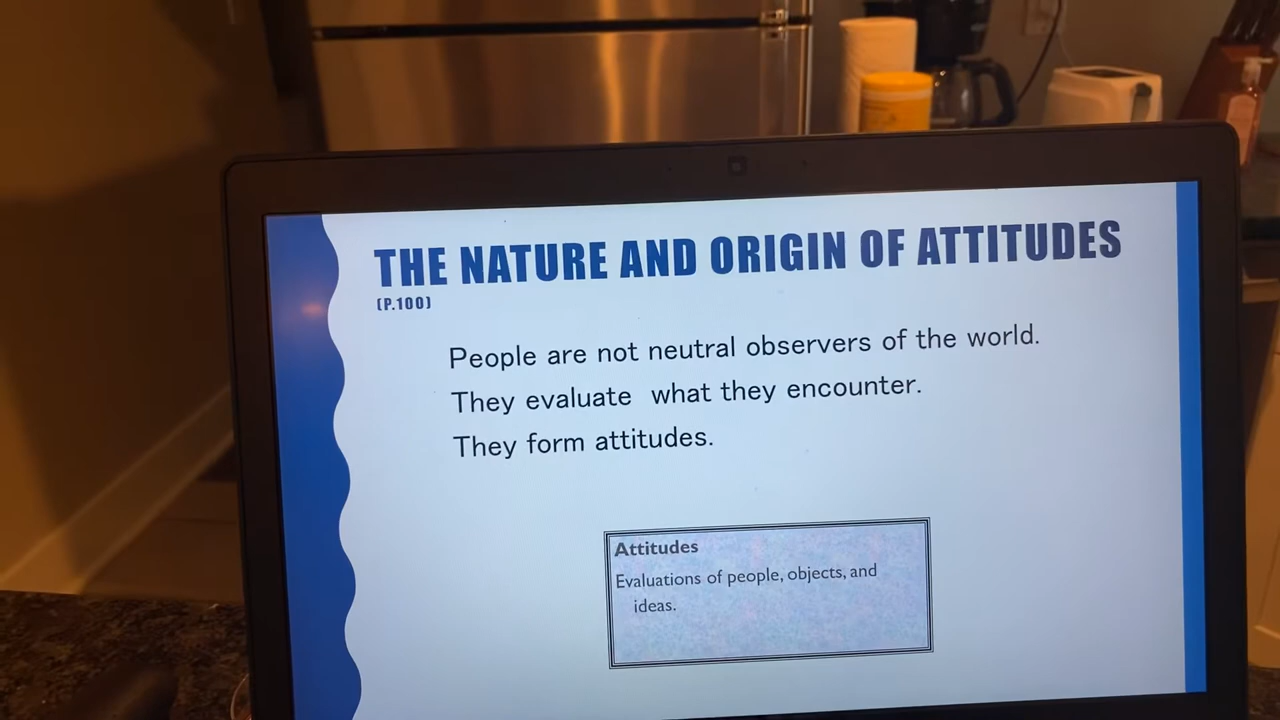 THE NATURE AND ORIGIN OF ATTITUDES
(P.100)
People are not neutral observers of the world.
They evaluate  what they encounter.
They form attitudes.
Attitudes
Evaluations of people, objects, and
ideas.